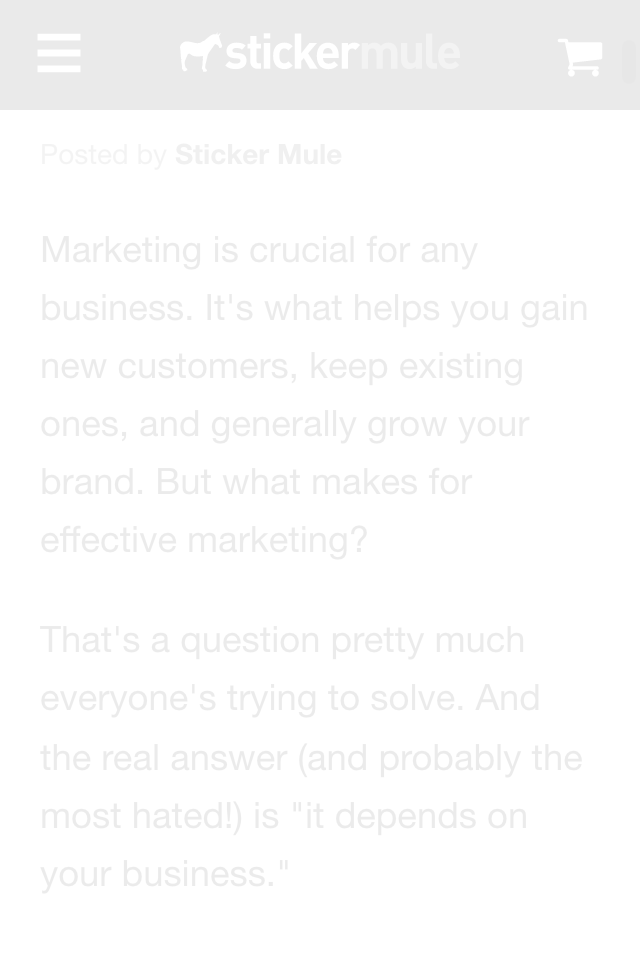 stickermule
Posted by Sticker Mule
Marketing is crucial for any
business. It's what helps you gain
new customers, keep existing
ones, and generally grow your
brand. But what makes for
effective marketing?
That's a question pretty much
everyone's trying to solve. And
the real answer (and probably the
most hated!) is "it depends on
your business."